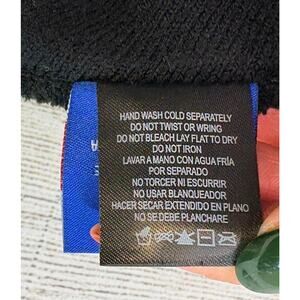 HAND WASH COLD SEPARATELY
DO NOT TWIST OR WRING
DO NOT BLEACH LAY FLAT TO DRY
DO NOT IRON
LAVAR A MANO CON AGUA FRÍA
POR SEPARADO
NO TORCER NI ESCURRIR
NO USAR BLANQUEADOR
HACER SECAR EXTENDIDO EN PLANO
NO SE DEBE PLANCHARE